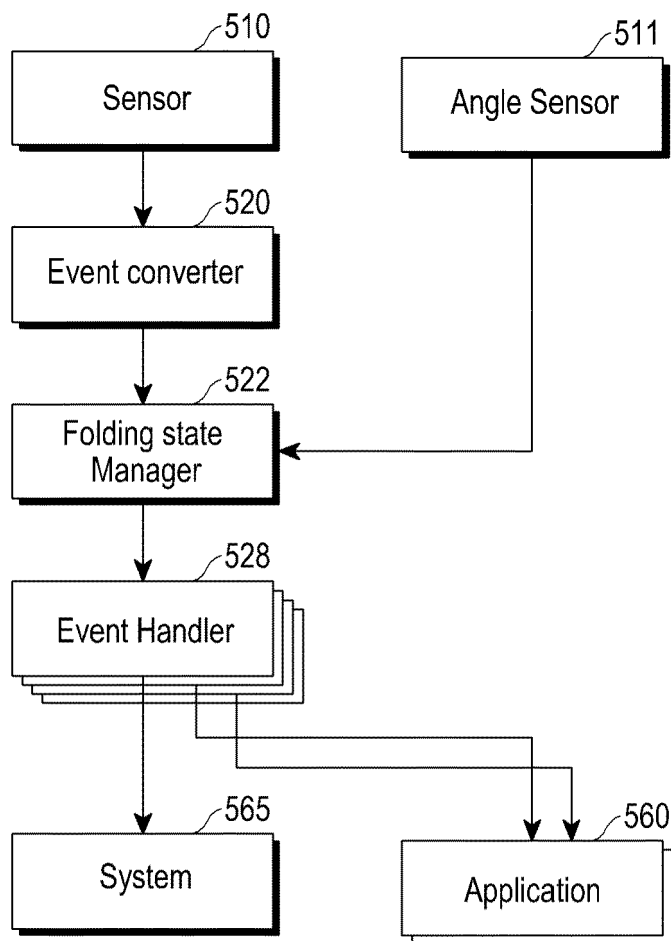 510
Sensor
511
Angle Sensor
520
Event converter
522
Folding state
Manager
528
Event Handler
565
System
560
Application